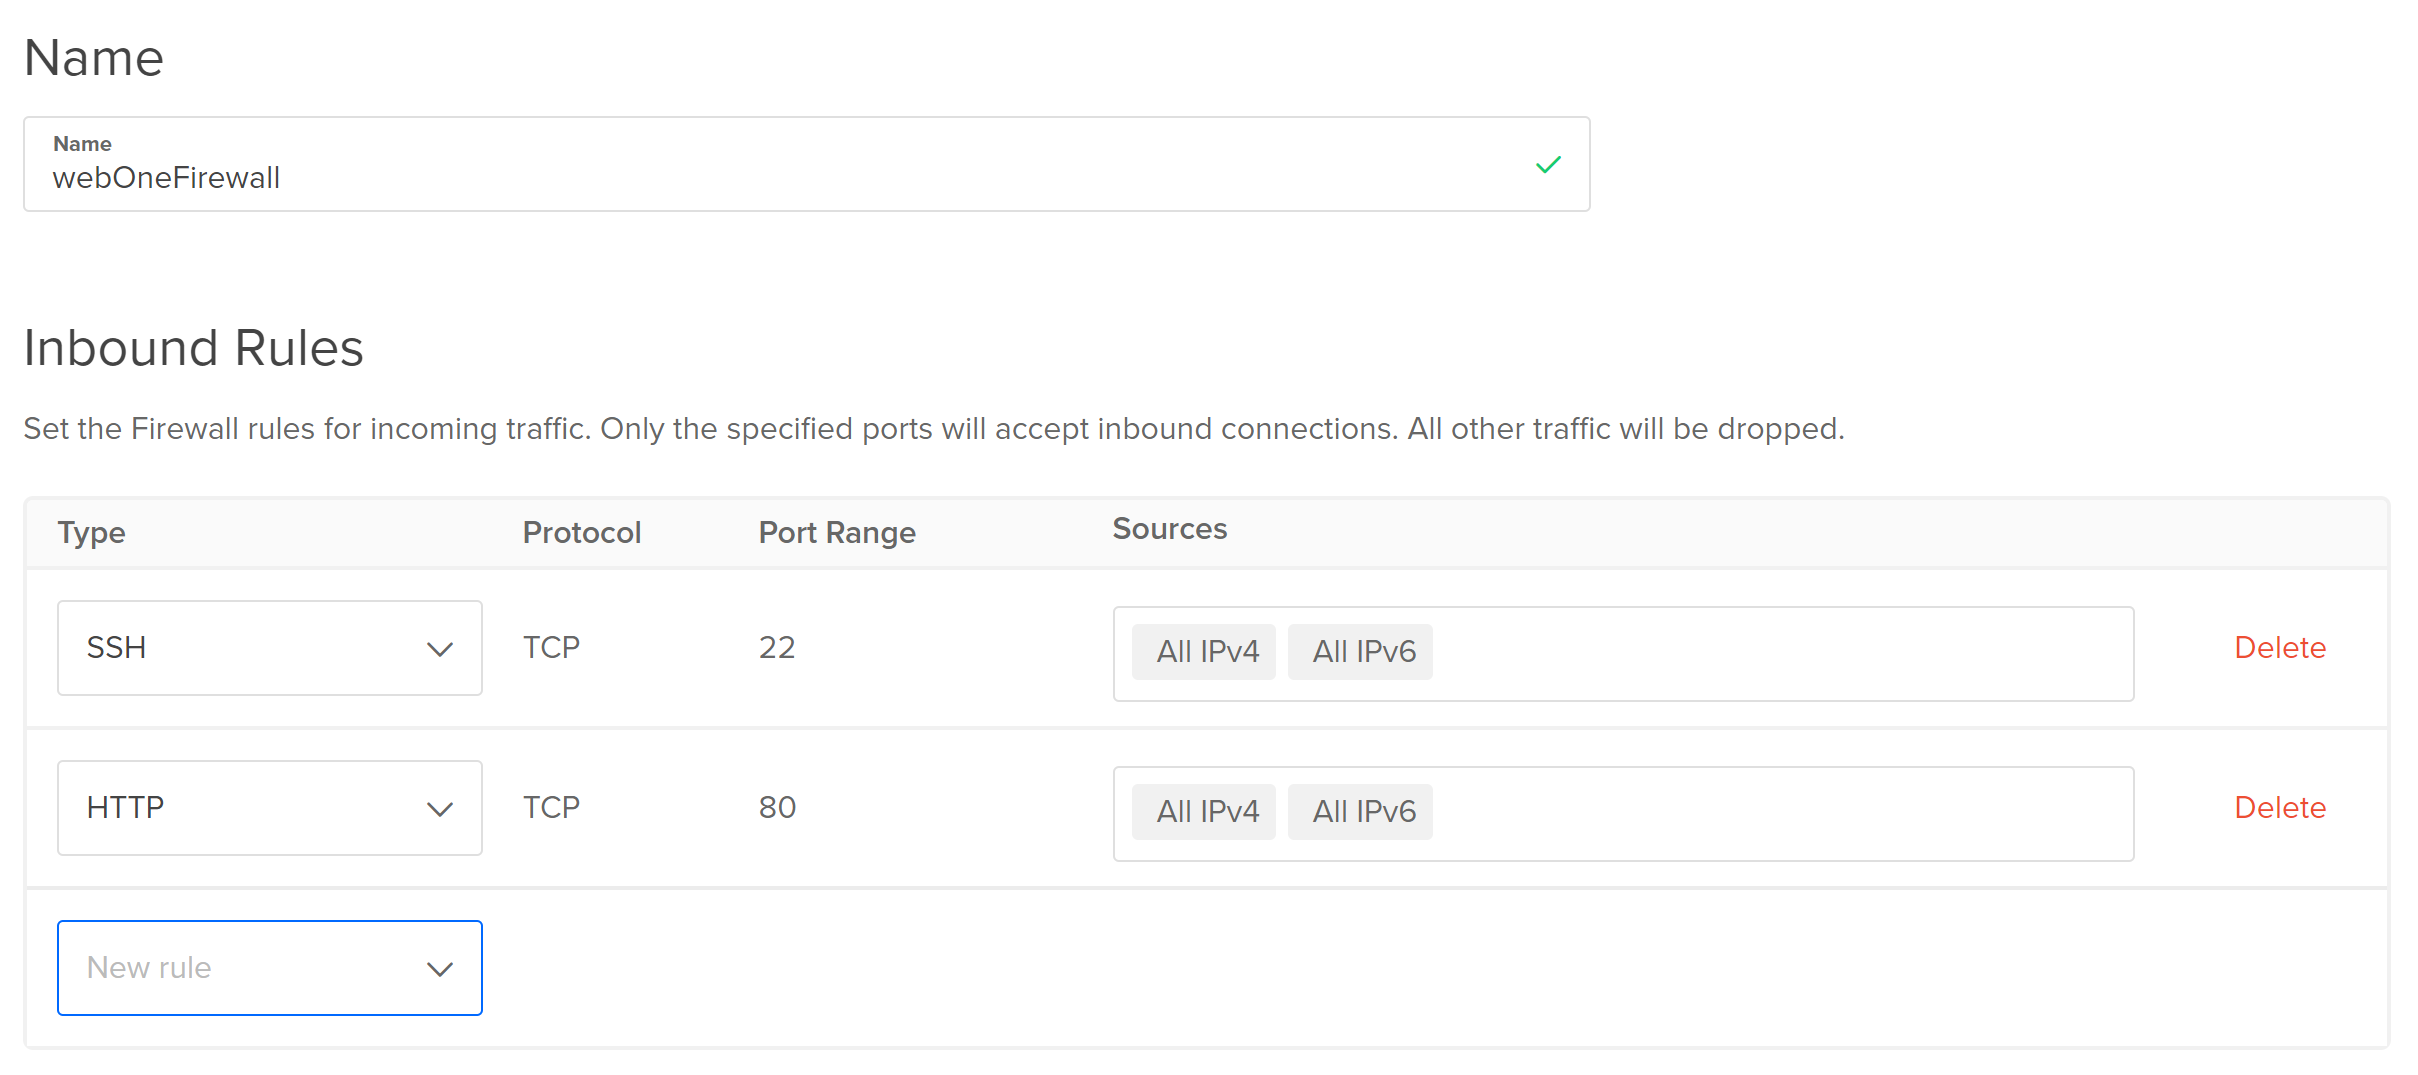 Name
Name
webOneFirewall
Inbound Rules
Set the Firewall rules for incoming traffic. Only the specified ports will accept inbound connections. All other traffic will be dropped.
Type Protocol Port Range Sources
SSH TCP 22 All IPv4 All IPv6 Delete
HTTP TCP 80 All IPv4 All IPv6 Delete
New rule